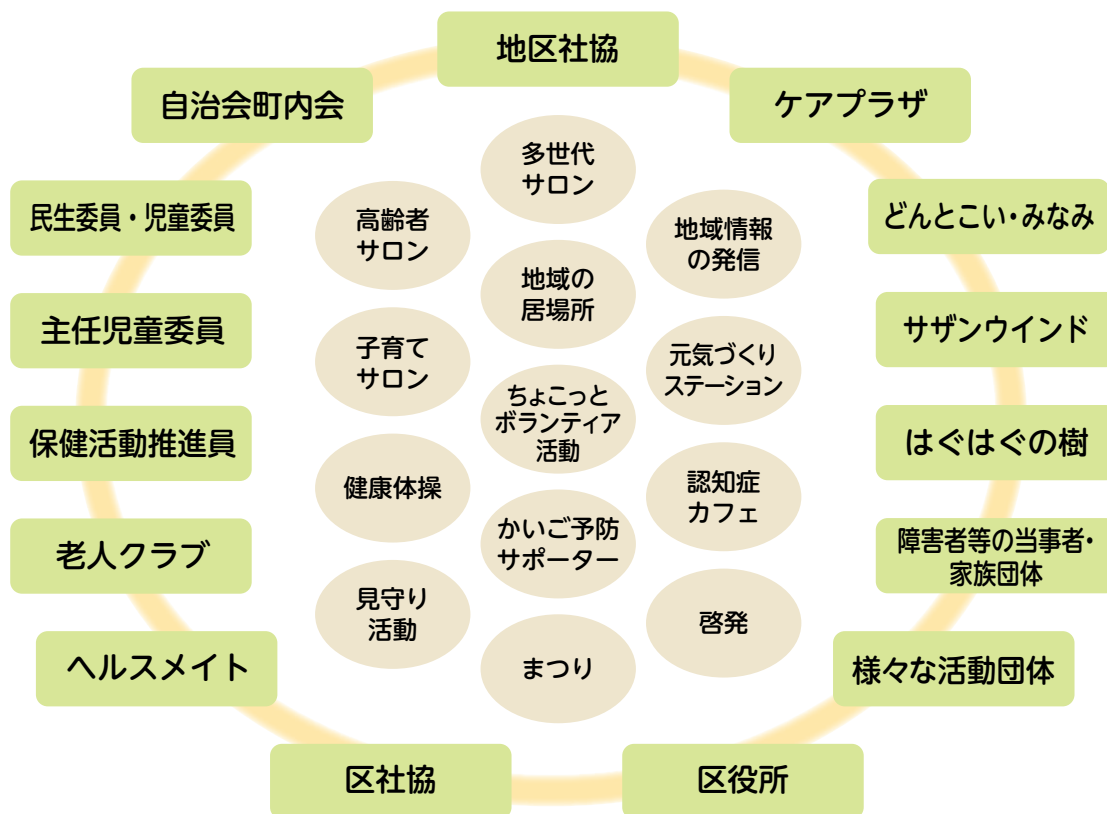 地区社協
自治会町内会
ケアプラザ
民生委員・児童委員
どんとこい・みなみ
主任児童委員
サザンウインド
保健活動推進員
はぐはぐの樹
老人クラブ
障害者等の当事者・
家族団体
ヘルスメイト
様々な活動団体
区社協
区役所
多世代
サロン
高齢者
サロン
地域情報
の発信
地域の
居場所
子育て
サロン
元気づくり
ステーション
ちょこっと
ボランティア
活動
健康体操
認知症
カフェ
かいご予防
サポーター
見守り
活動
啓発
まつり